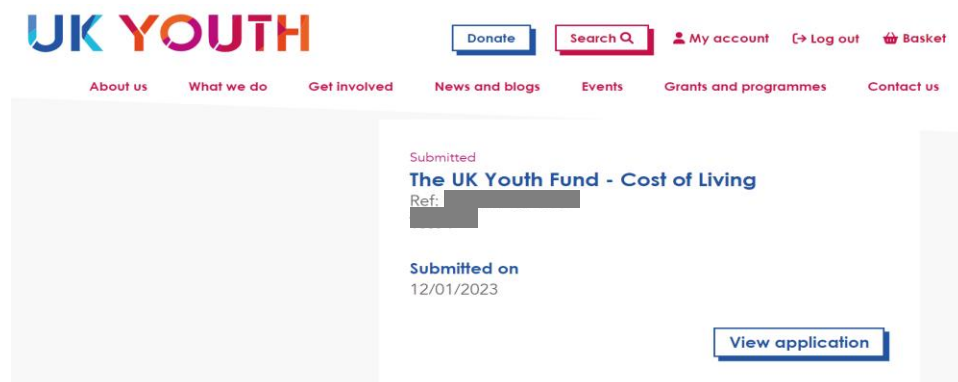 UK YOUTH
Donate Search My account Log out Basket
About us What we do Get involved News and blogs Events Grants and programmes Contact us
Submitted
The UK Youth Fund - Cost of Living
Ref:
Submitted on
12/01/2023
View application